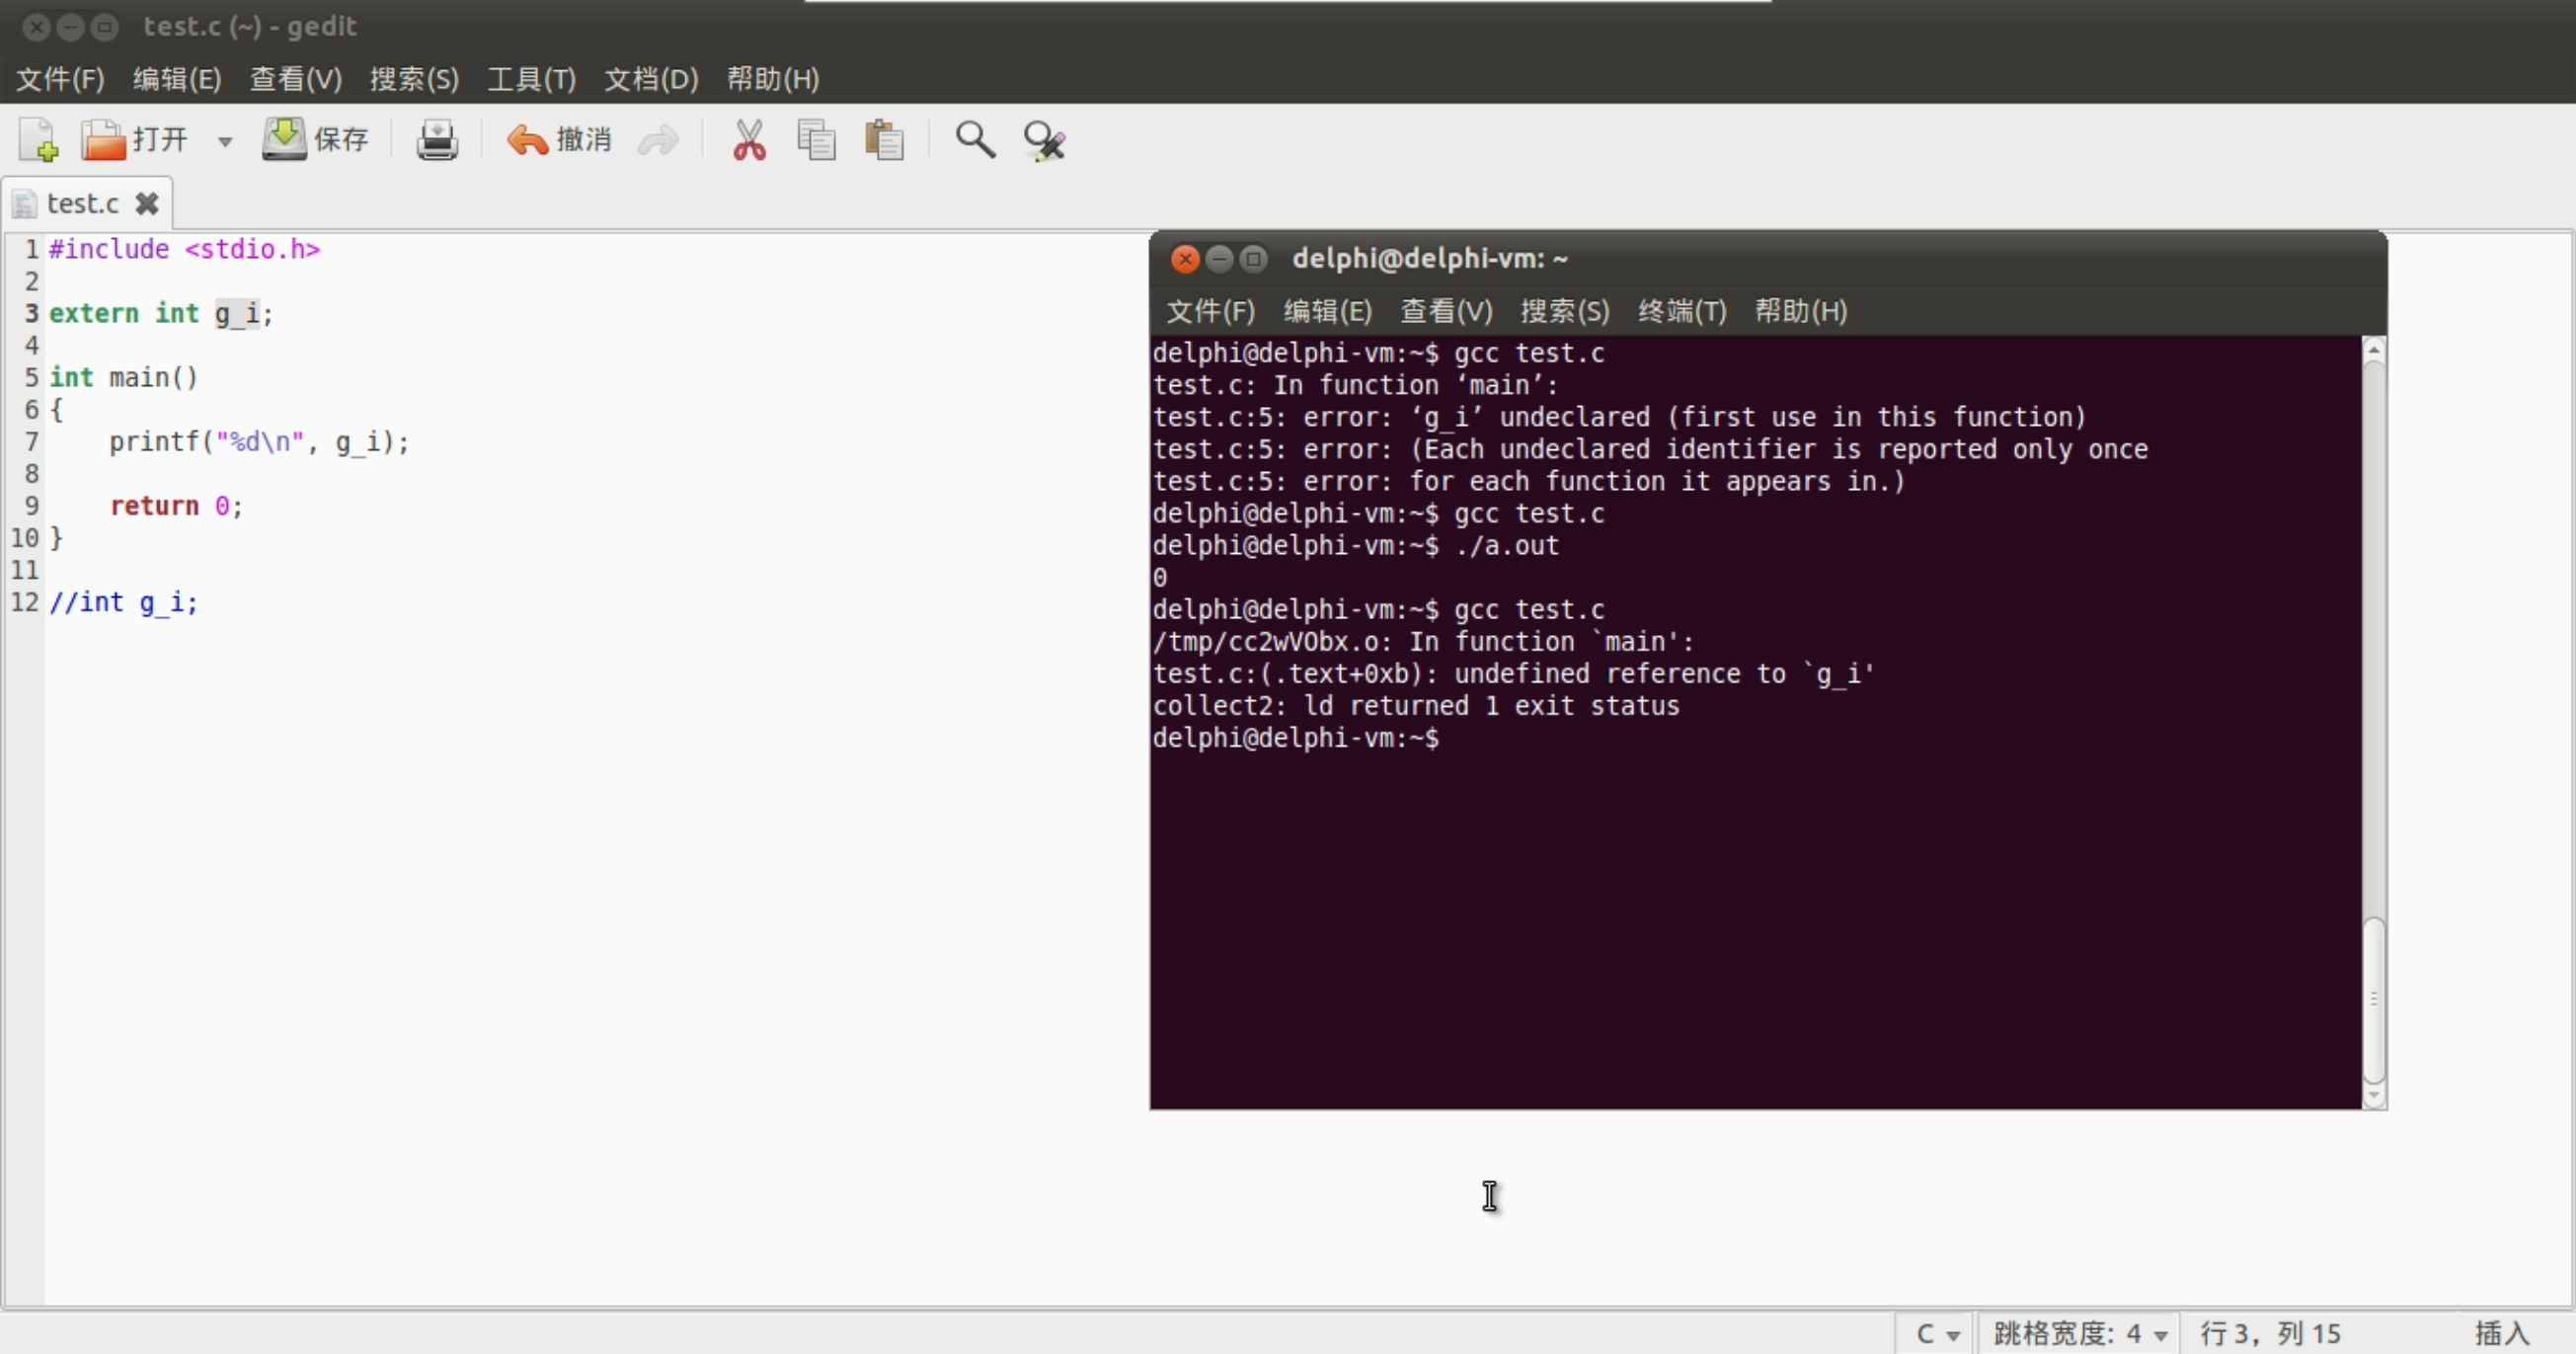 test.c (~) - gedit
文件(F) 编辑(E) 查看(V) 搜索(S) 工具(T) 文档(D) 帮助(H)
打开 保存 撤消
test.c
1 #include <stdio.h>
2
3 extern int g_i;
4
5 int main()
6 {
7     printf("%d\n", g_i);
8
9     return 0;
10 }
11
12 //int g_i;
delphi@delphi-vm: ~
文件(F) 编辑(E) 查看(V) 搜索(S) 终端(T) 帮助(H)
delphi@delphi-vm:~$ gcc test.c
test.c: In function ‘main’:
test.c:5: error: ‘g_i’ undeclared (first use in this function)
test.c:5: error: (Each undeclared identifier is reported only once
test.c:5: error: for each function it appears in.)
delphi@delphi-vm:~$ gcc test.c
delphi@delphi-vm:~$ ./a.out
0
delphi@delphi-vm:~$ gcc test.c
/tmp/cc2wVObx.o: In function `main':
test.c:(.text+0xb): undefined reference to `g_i'
collect2: ld returned 1 exit status
delphi@delphi-vm:~$
C 跳格宽度: 4 行 3，列 15 插入